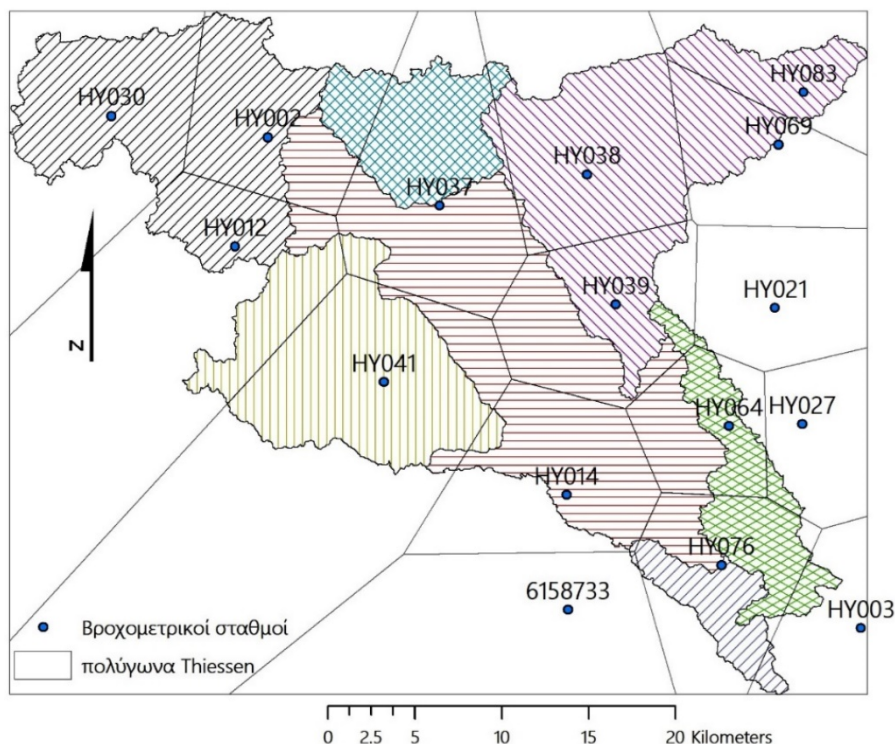 HY083
HY030
HY002
HY069
HY038
HY037
HY012
HY039
HY021
N
HY041
HY064
HY027
HY014
HY076
6158733
HY003
Βροχομετρικοί σταθμοί
πολύγωνα Thiessen
0 2.5 5 10 15 20 Kilometers